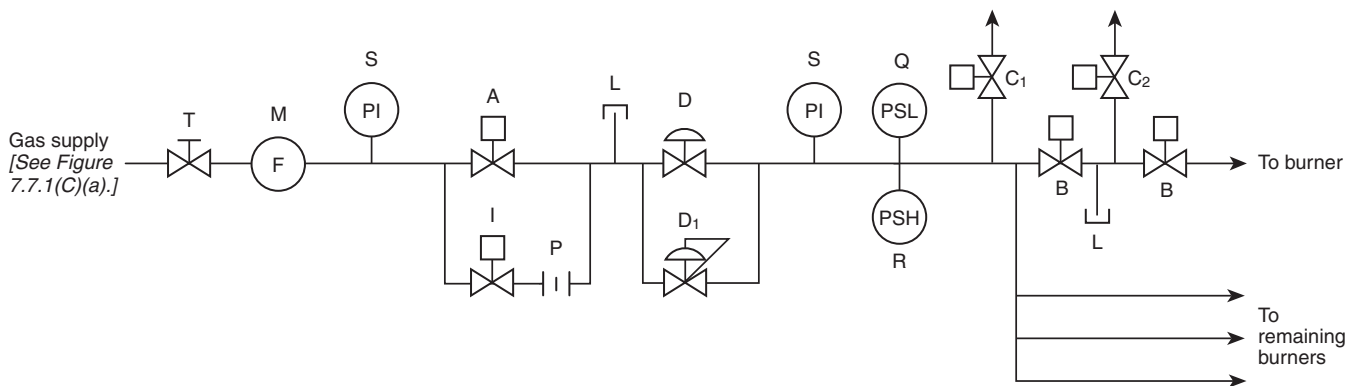 S
A
L
D
S
Q
C1
C2
T
M
PI
PI
PSL
Gas supply
[See Figure
7.7.1(C)(a).]
F
To burner
B
B
I
P
D1
PSH
R
L
To
remaining
burners